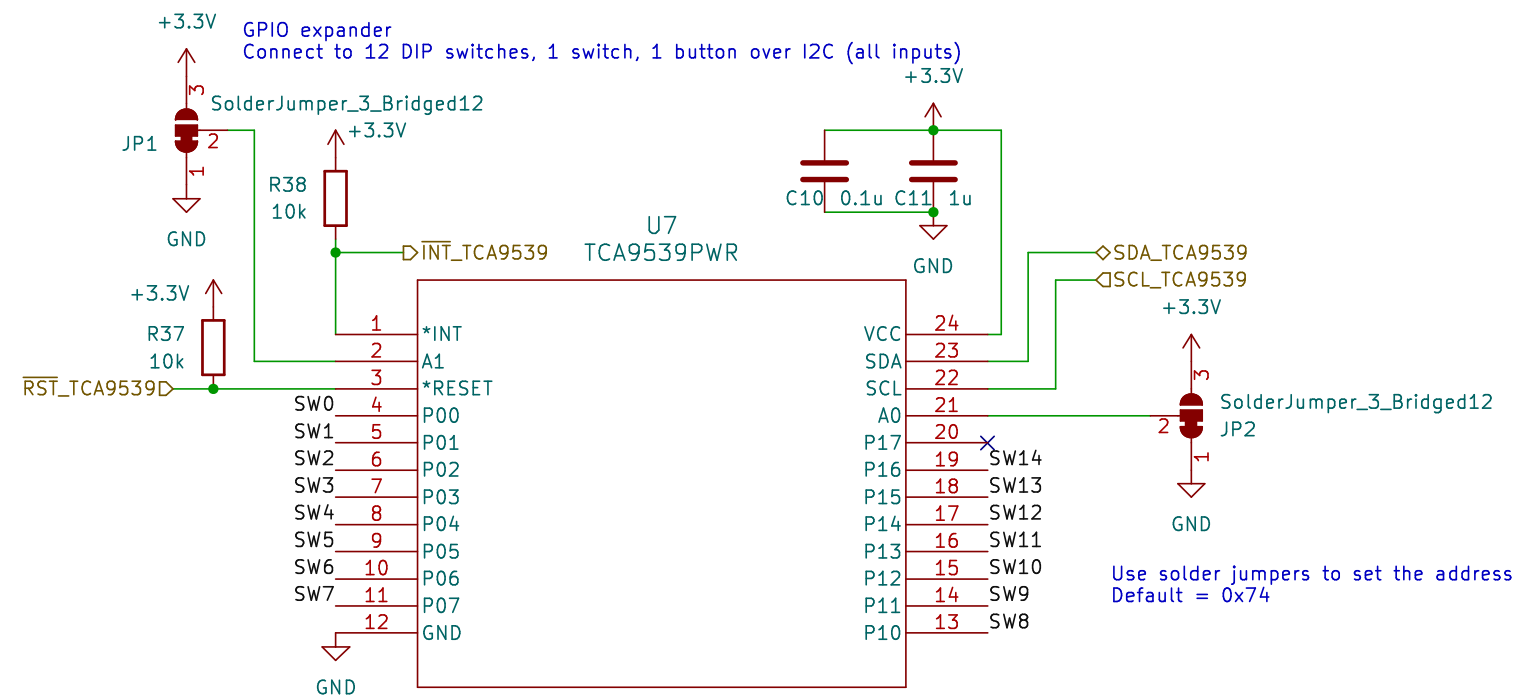 +3.3V
GPIO expander
Connect to 12 DIP switches, 1 switch, 1 button over I2C (all inputs)
3
SolderJumper_3_Bridged12
JP1
2
1
GND
+3.3V
R38
10k
+3.3V
C10
0.1u
C11
1u
GND
U7
TCA9539PWR
INT_TCA9539
SDA_TCA9539
SCL_TCA9539
+3.3V
R37
10k
RST_TCA9539
1 *INT
2 A1
3 *RESET
SW0 4 P00
SW1 5 P01
SW2 6 P02
SW3 7 P03
SW4 8 P04
SW5 9 P05
SW6 10 P06
SW7 11 P07
12 GND
GND
VCC 24
SDA 23
SCL 22
A0 21
P17 20
P16 19 SW14
P15 18 SW13
P14 17 SW12
P13 16 SW11
P12 15 SW10
P11 14 SW9
P10 13 SW8
+3.3V
3
SolderJumper_3_Bridged12
JP2
2
1
GND
Use solder jumpers to set the address
Default = 0x74